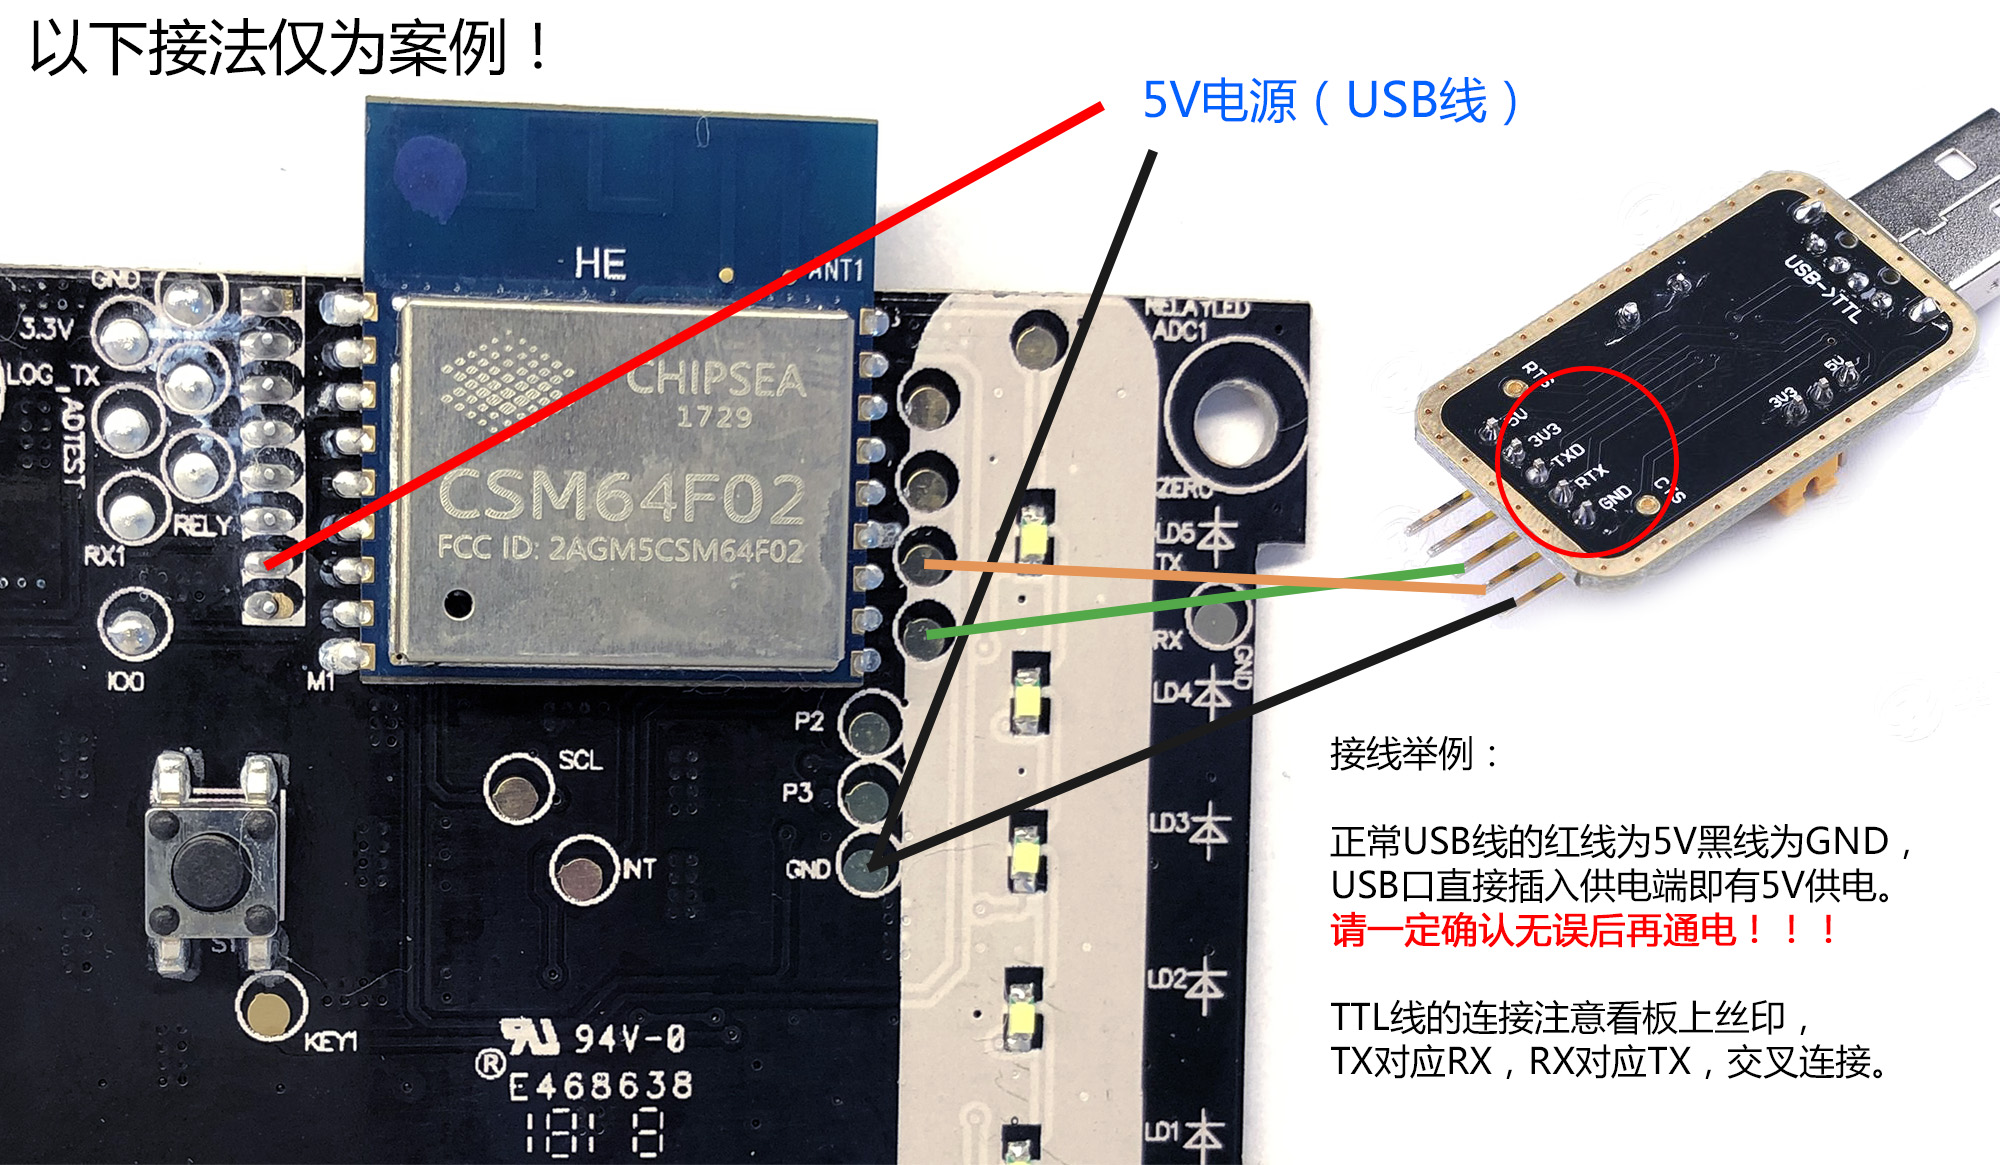 以下接法仅为案例！
5V电源（USB线）
HE
ANT1
CHIPSEA
1729
CSM64F02
FCC ID: 2AGM5CSM64F02
GND
3.3V
LOG_TX
ADTEST
RX1
RELY
IO0
M1
RELAYLED
ADC1
ZERO
LD5
TX
RX
GND
LD4
LD3
LD2
LD1
P2
P3
GND
SCL
INT
S1
KEY1
94V-0
® E468638
1818
USB->TTL
RTS
5V
3V3
TXD
RTX
GND
CTS
3V3
5V
接线举例：
正常USB线的红线为5V黑线为GND，
USB口直接插入供电端即有5V供电。
请一定确认无误后再通电！！！
TTL线的连接注意看板上丝印，
TX对应RX，RX对应TX，交叉连接。